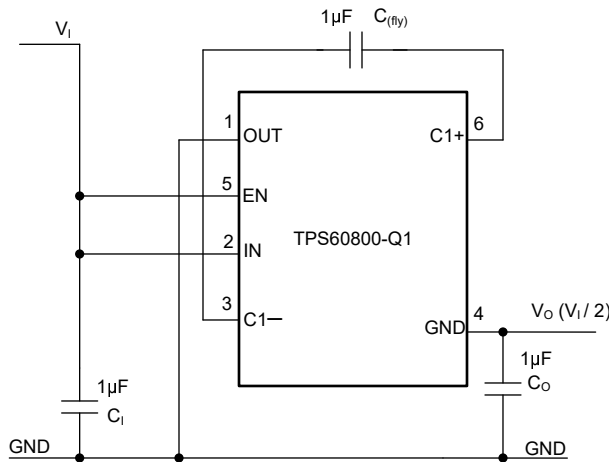 1µF C(fly)
VI
1 OUT
6 C1+
5 EN
2 IN
TPS60800-Q1
3 C1−
4 GND
VO (VI / 2)
1µF
CI
1µF
CO
GND
GND